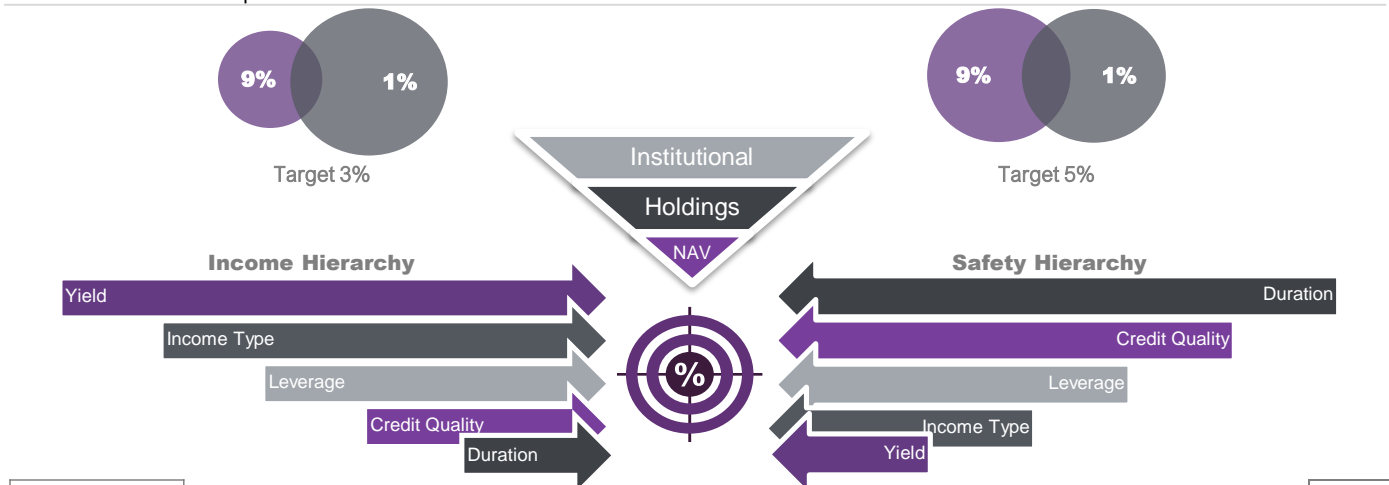 9%
1%
Target 3%
9%
1%
Target 5%
Institutional
Holdings
NAV
Income Hierarchy
Yield
Income Type
Leverage
Credit Quality
Duration
%
Safety Hierarchy
Duration
Credit Quality
Leverage
Income Type
Yield